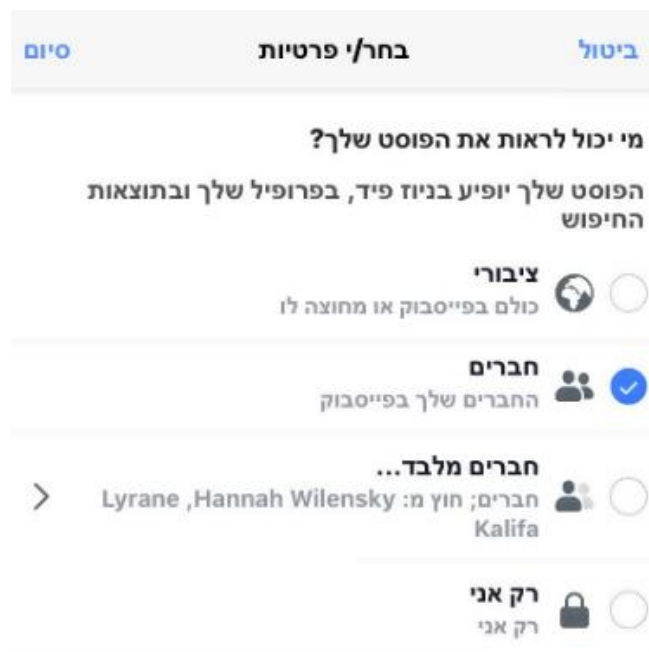 ביטול
בחר/י פרטיות
סיום
מי יכול לראות את הפוסט שלך?
הפוסט שלך יופיע בניוז פיד, בפרופיל שלך ובתוצאות
החיפוש
ציבורי
כולם בפייסבוק או מחוצה לו
חברים
החברים שלך בפייסבוק
חברים מלבד...
חברים; חוץ מ: Lyrane ,Hannah Wilensky
Kalifa
רק אני
רק אני